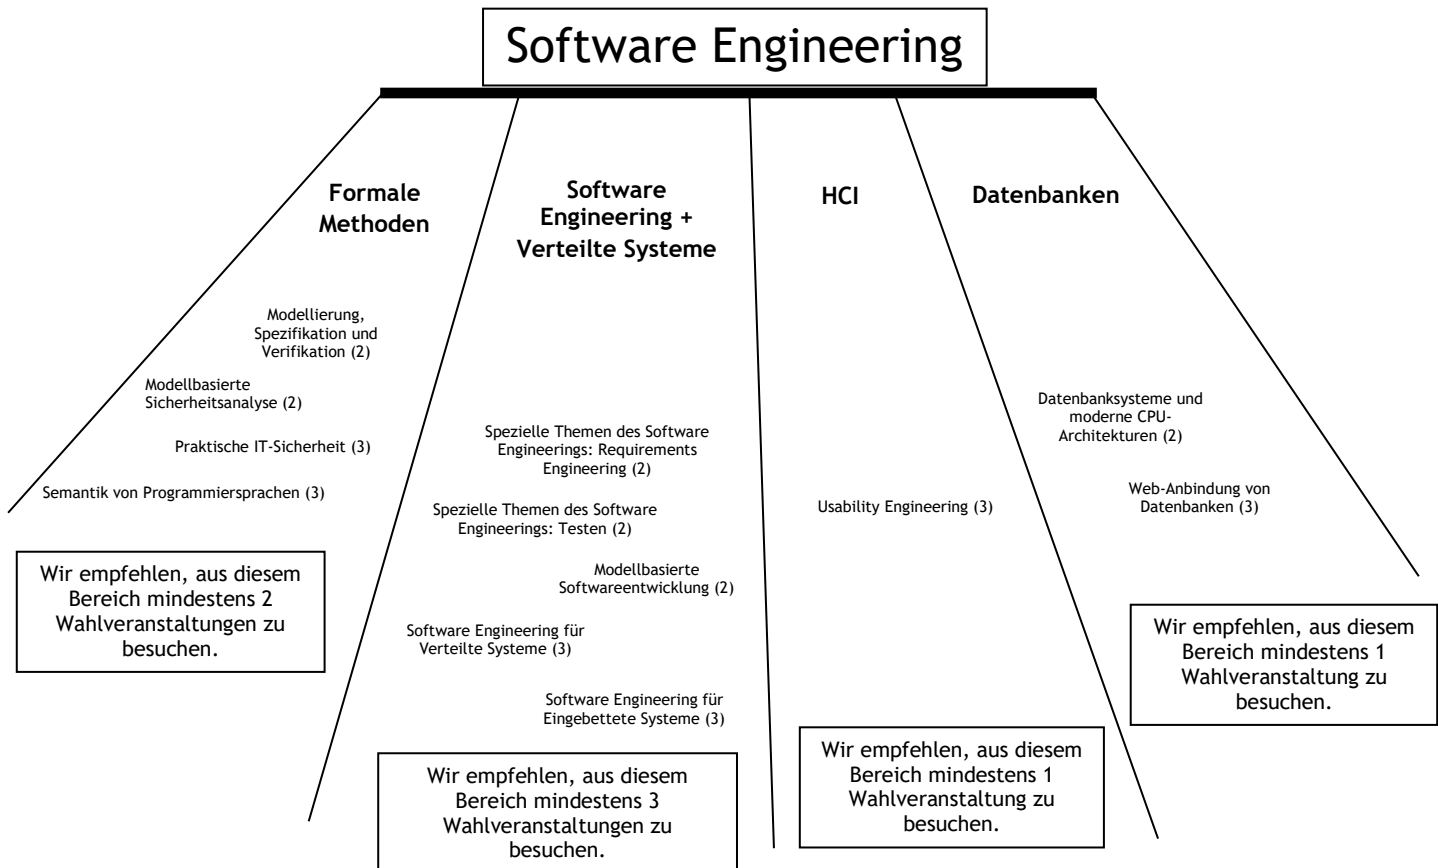 Software Engineering
Formale
Methoden
Modellierung,
Spezifikation und
Verifikation (2)
Modellbasierte
Sicherheitsanalyse (2)
Praktische IT-Sicherheit (3)
Semantik von Programmiersprachen (3)
Wir empfehlen, aus diesem
Bereich mindestens 2
Wahlveranstaltungen zu
besuchen.
Software
Engineering +
Verteilte Systeme
Spezielle Themen des Software
Engineerings: Requirements
Engineering (2)
Spezielle Themen des Software
Engineerings: Testen (2)
Modellbasierte
Softwareentwicklung (2)
Software Engineering für
Verteilte Systeme (3)
Software Engineering für
Eingebettete Systeme (3)
Wir empfehlen, aus diesem
Bereich mindestens 3
Wahlveranstaltungen zu
besuchen.
HCI
Usability Engineering (3)
Wir empfehlen, aus diesem
Bereich mindestens 1
Wahlveranstaltung zu
besuchen.
Datenbanken
Datenbanksysteme und
moderne CPU-
Architekturen (2)
Web-Anbindung von
Datenbanken (3)
Wir empfehlen, aus diesem
Bereich mindestens 1
Wahlveranstaltung zu
besuchen.